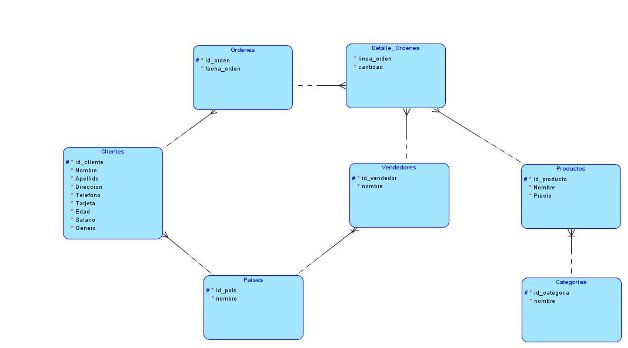 Ordenes
# * id_orden
* fecha_orden
Detalle_Ordenes
* linea_orden
* cantidad
Clientes
# * id_cliente
* Nombre
* Apellido
* Direccion
* Telefono
* Tarjeta
* Edad
* Salario
* Genero
Vendedores
# * id_vendedor
* nombre
Productos
# * id_producto
* Nombre
* Precio
Paises
# * id_pais
* nombre
Categorias
# * id_categoria
* nombre